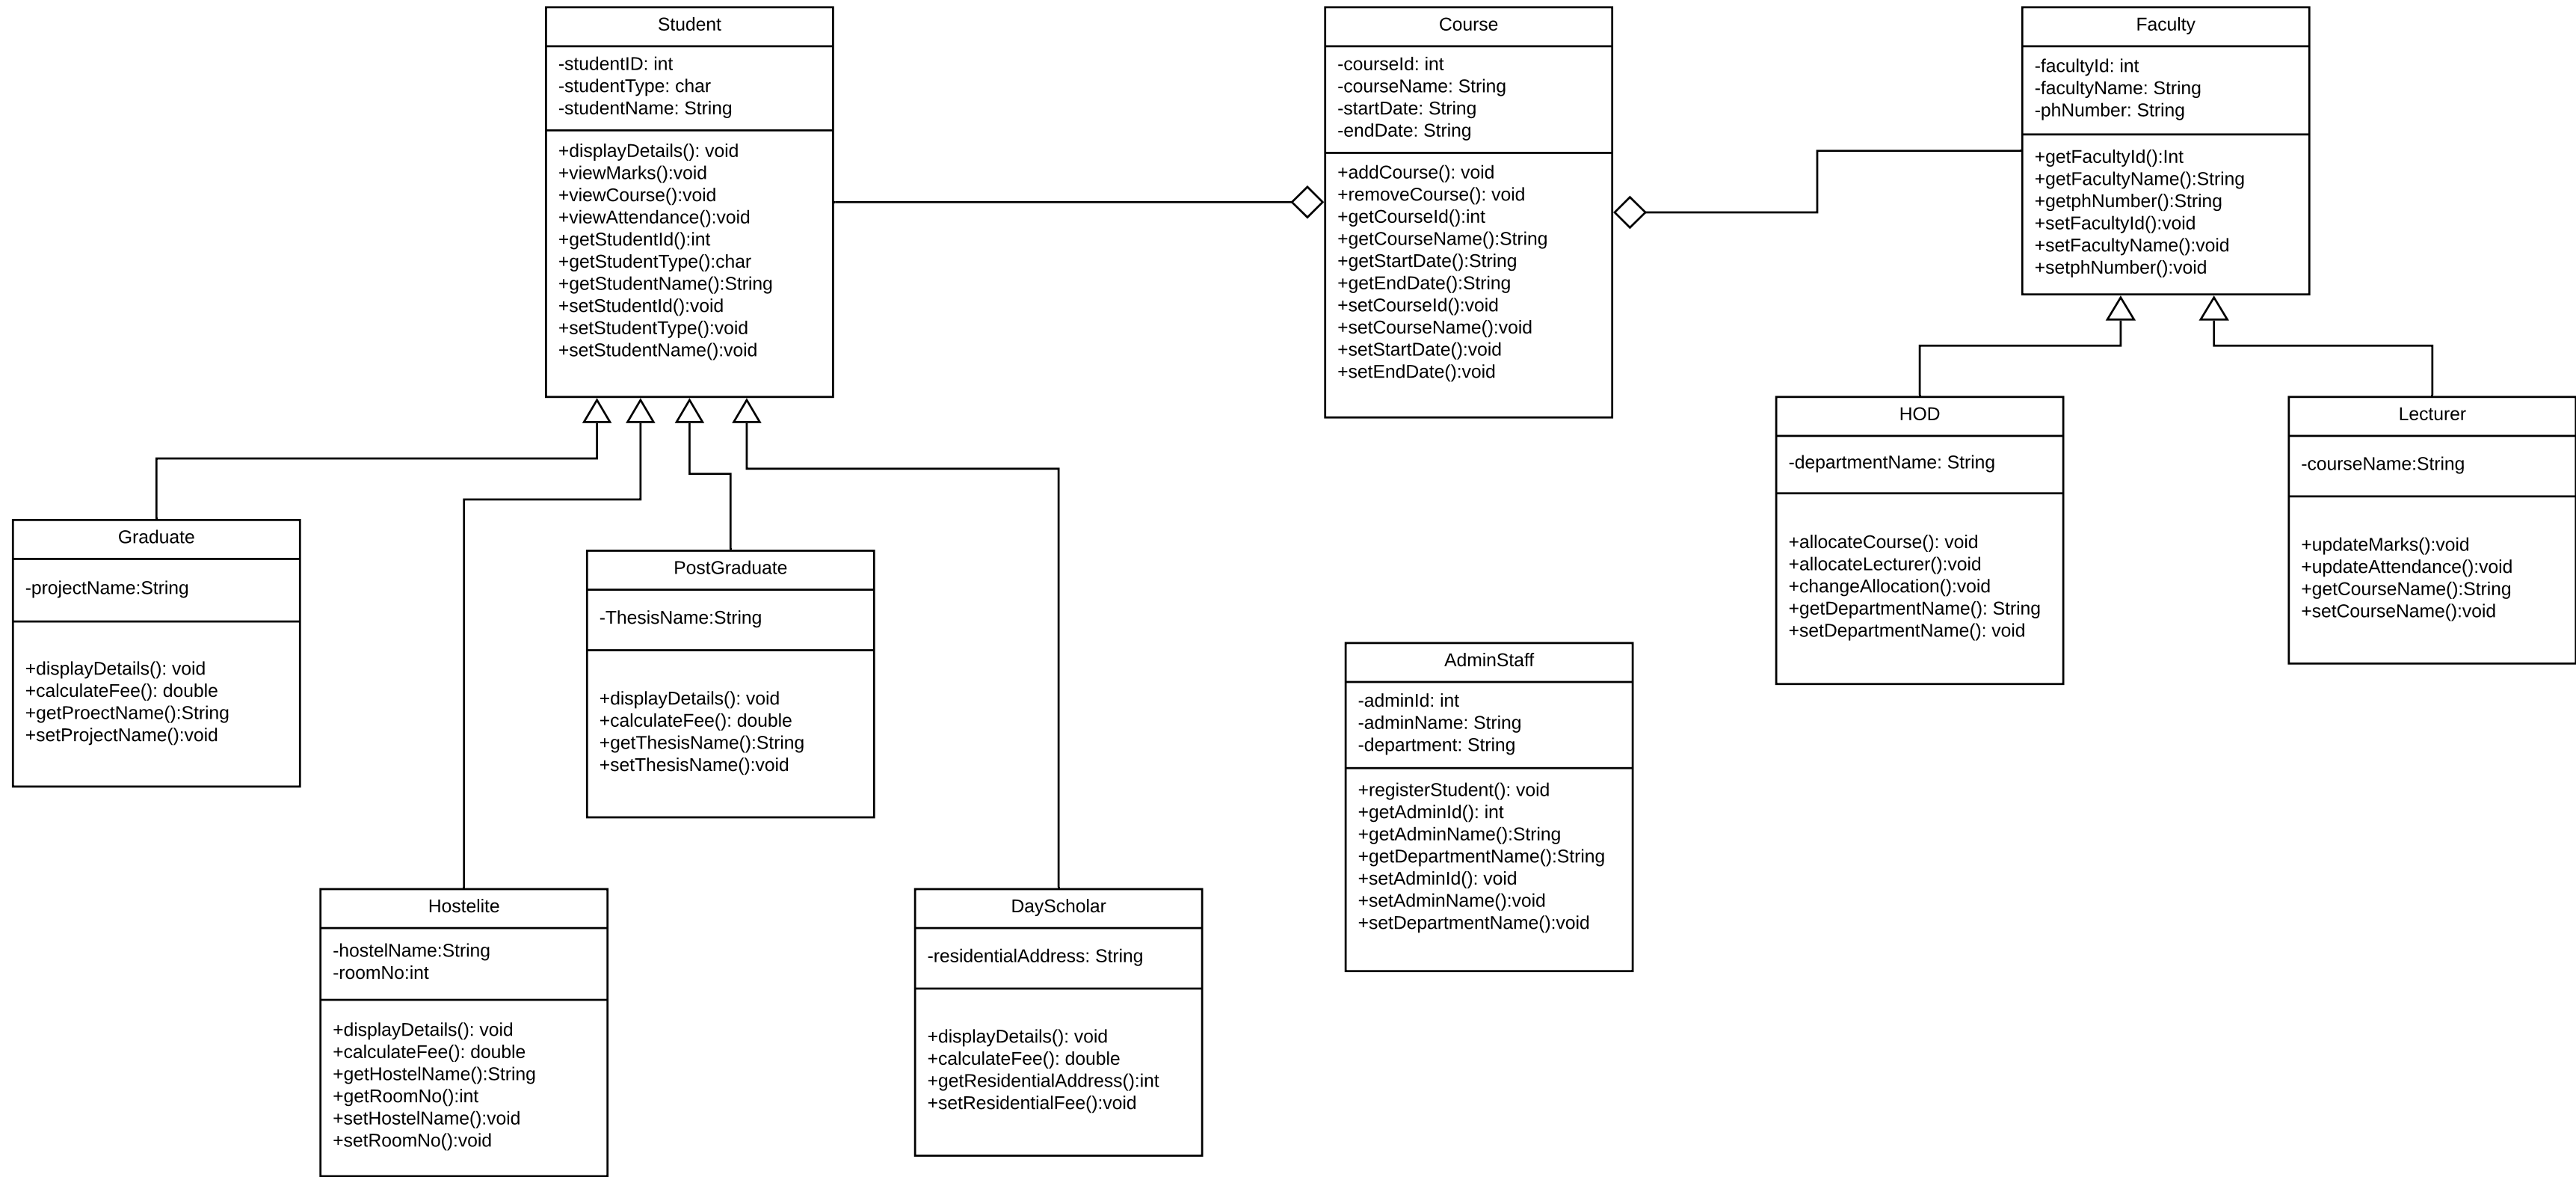 Student
-studentID: int
-studentType: char
-studentName: String
+displayDetails(): void
+viewMarks():void
+viewCourse():void
+viewAttendance():void
+getStudentId():int
+getStudentType():char
+getStudentName():String
+setStudentId():void
+setStudentType():void
+setStudentName():void
Course
-courseId: int
-courseName: String
-startDate: String
-endDate: String
+addCourse(): void
+removeCourse(): void
+getCourseId():int
+getCourseName():String
+getStartDate():String
+getEndDate():String
+setCourseId():void
+setCourseName():void
+setStartDate():void
+setEndDate():void
Faculty
-facultyId: int
-facultyName: String
-phNumber: String
+getFacultyId():Int
+getFacultyName():String
+getphNumber():String
+setFacultyId():void
+setFacultyName():void
+setphNumber():void
HOD
-departmentName: String
+allocateCourse(): void
+allocateLecturer():void
+changeAllocation():void
+getDepartmentName(): String
+setDepartmentName(): void
Lecturer
-courseName:String
+updateMarks():void
+updateAttendance():void
+getCourseName():String
+setCourseName():void
Graduate
-projectName:String
+displayDetails(): void
+calculateFee(): double
+getProectName():String
+setProjectName():void
PostGraduate
-ThesisName:String
+displayDetails(): void
+calculateFee(): double
+getThesisName():String
+setThesisName():void
AdminStaff
-adminId: int
-adminName: String
-department: String
+registerStudent(): void
+getAdminId(): int
+getAdminName():String
+getDepartmentName():String
+setAdminId(): void
+setAdminName():void
+setDepartmentName():void
Hostelite
-hostelName:String
-roomNo:int
+displayDetails(): void
+calculateFee(): double
+getHostelName():String
+getRoomNo():int
+setHostelName():void
+setRoomNo():void
DayScholar
-residentialAddress: String
+displayDetails(): void
+calculateFee(): double
+getResidentialAddress():int
+setResidentialFee():void